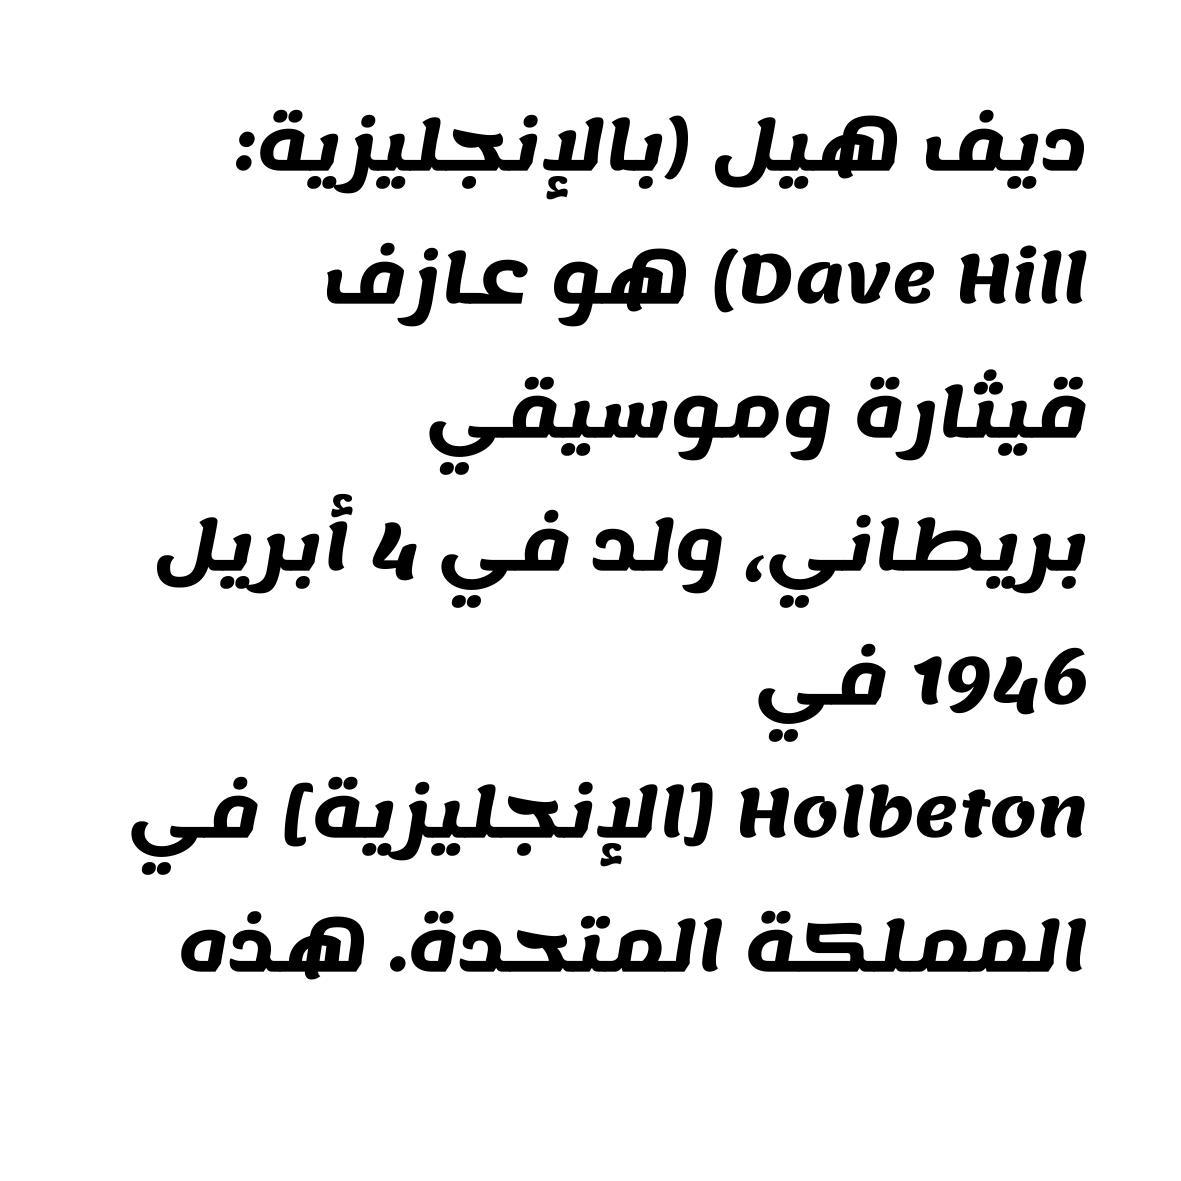 ديف هيل (بالإنجليزية:
Dave Hill) هو عازف
قيثارة وموسيقي
بريطاني، ولد في 4 أبريل
1946 في
Holbeton [الإنجليزية] في
المملكة المتحدة. هذه